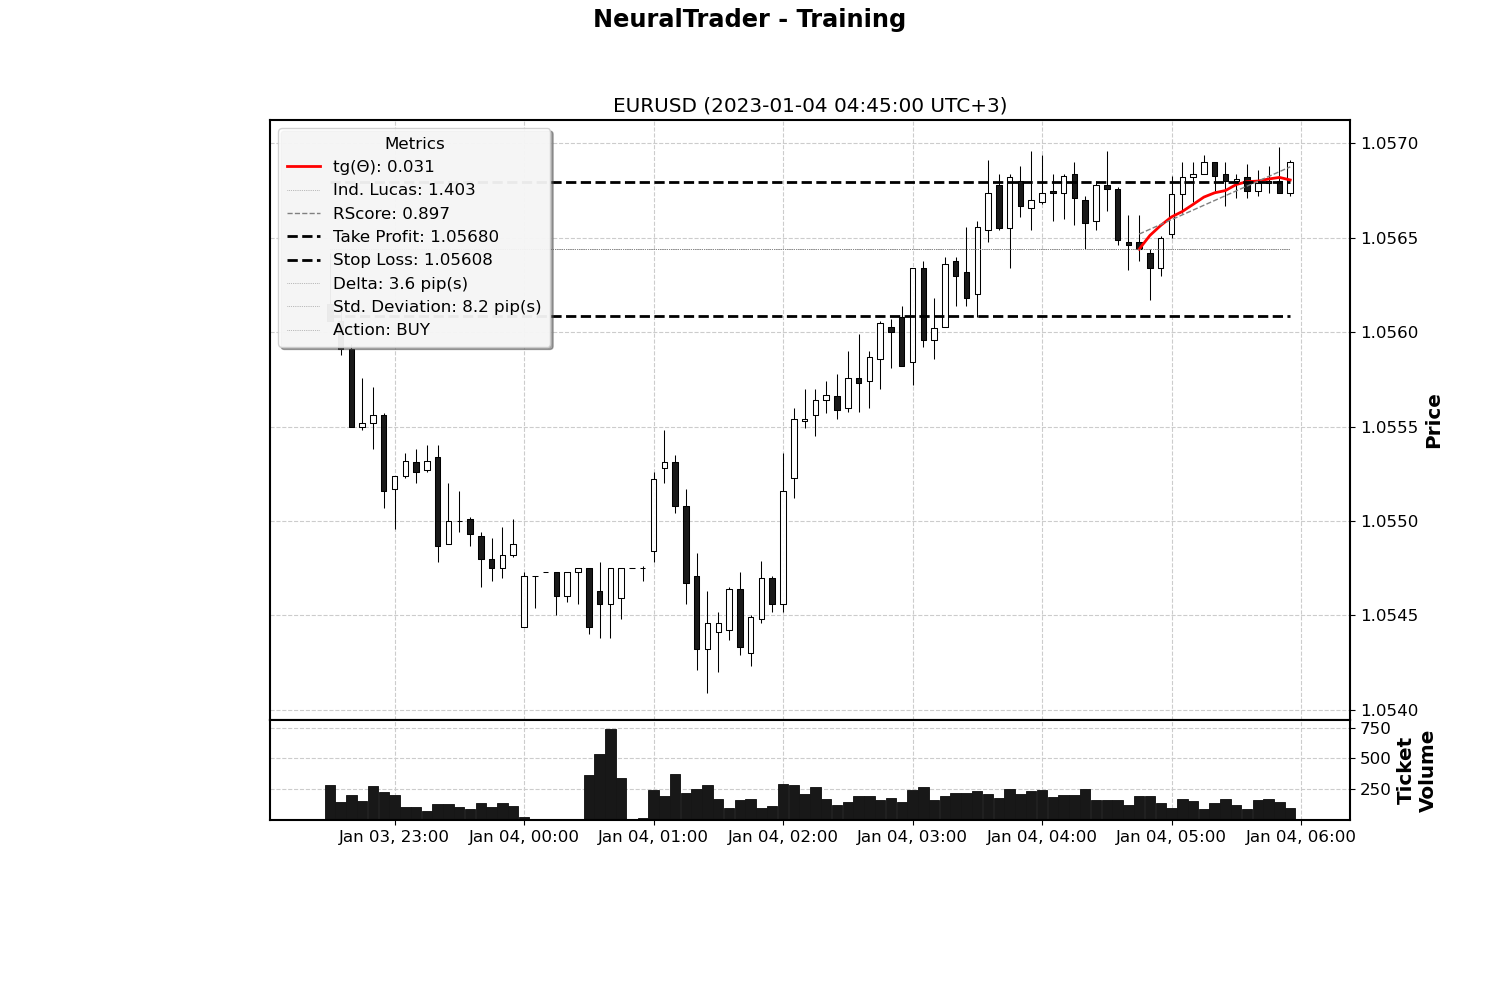 NeuralTrader - Training
EURUSD (2023-01-04 04:45:00 UTC+3)
Metrics
tg(Θ): 0.031
Ind. Lucas: 1.403
RScore: 0.897
Take Profit: 1.05680
Stop Loss: 1.05608
Delta: 3.6 pip(s)
Std. Deviation: 8.2 pip(s)
Action: BUY
1.0570
1.0565
1.0560
1.0555
1.0550
1.0545
1.0540
Price
750
500
250
Ticket
Volume
Jan 03, 23:00 Jan 04, 00:00 Jan 04, 01:00 Jan 04, 02:00 Jan 04, 03:00 Jan 04, 04:00 Jan 04, 05:00 Jan 04, 06:00